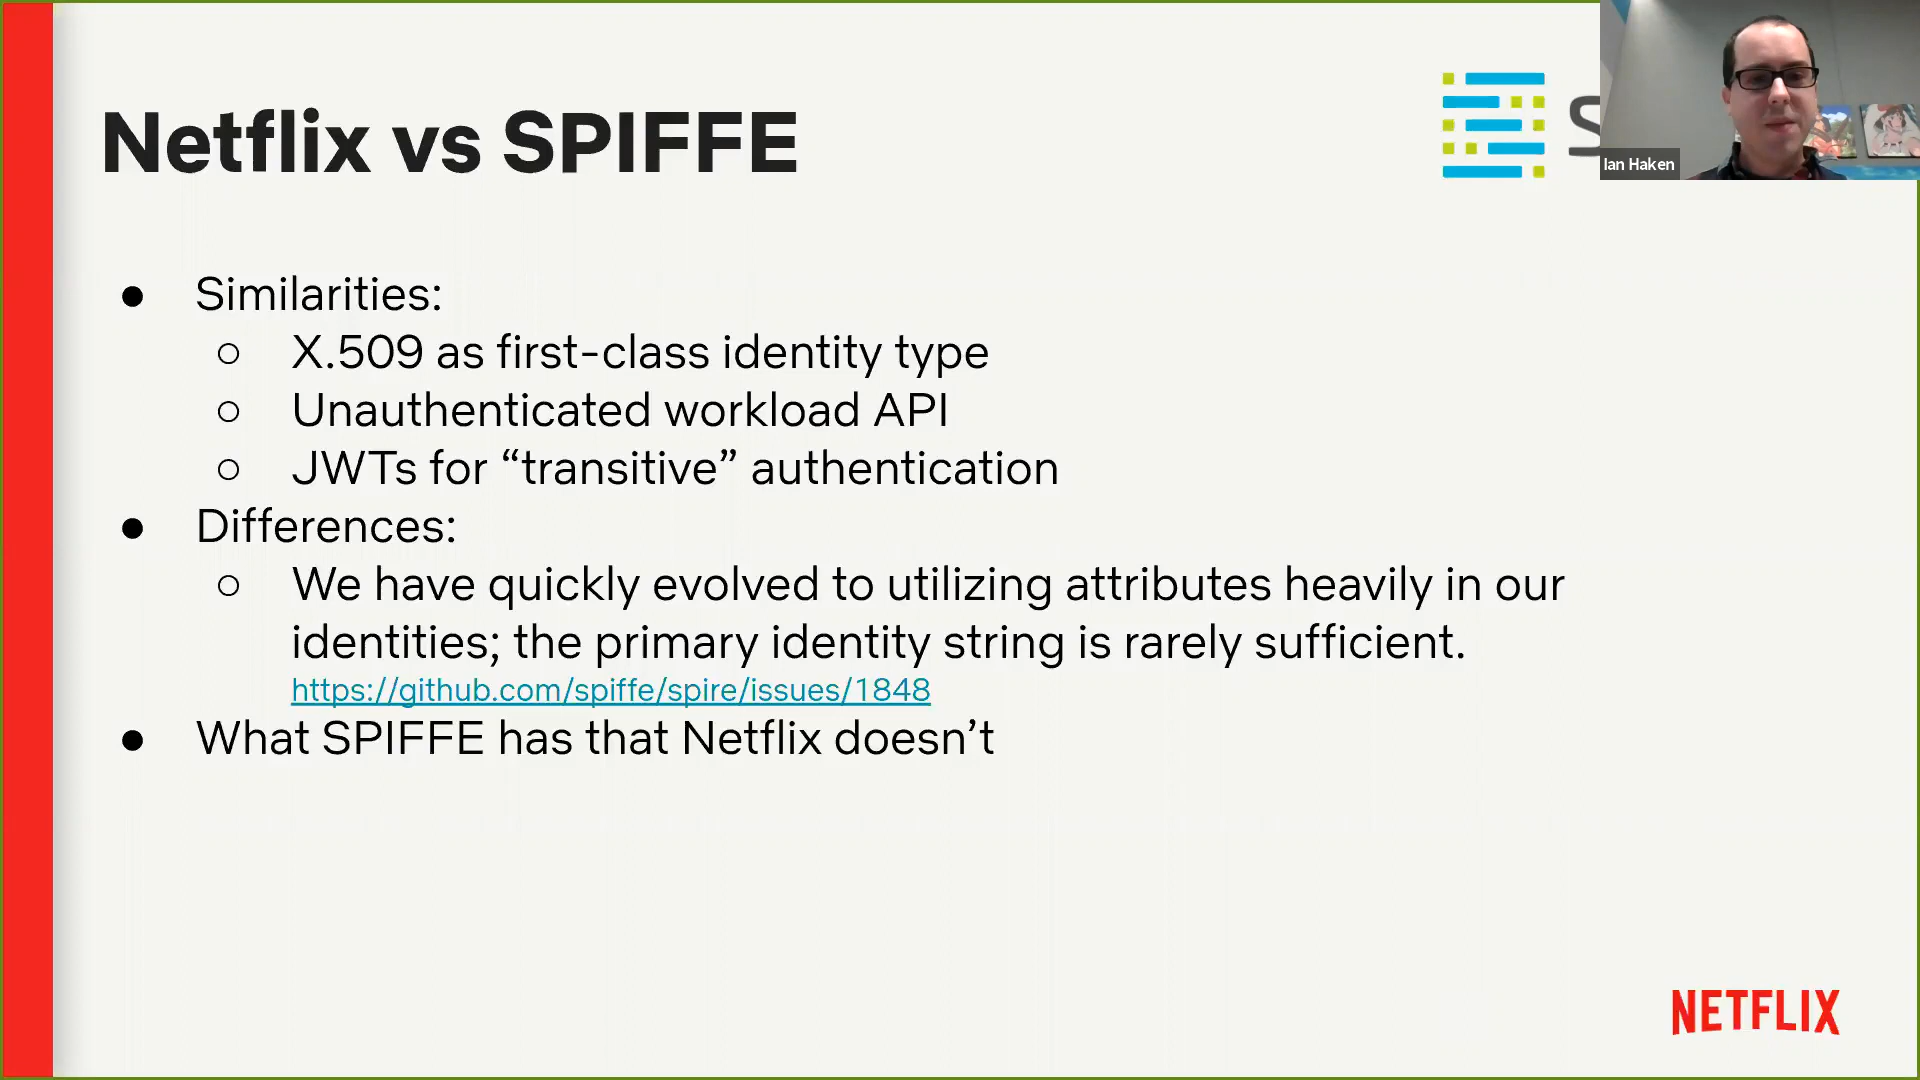 Netflix vs SPIFFE
S
Ian Haken
● Similarities:
○ X.509 as first-class identity type
○ Unauthenticated workload API
○ JWTs for “transitive” authentication
● Differences:
○ We have quickly evolved to utilizing attributes heavily in our
identities; the primary identity string is rarely sufficient.
https://github.com/spiffe/spire/issues/1848
● What SPIFFE has that Netflix doesn’t
NETFLIX